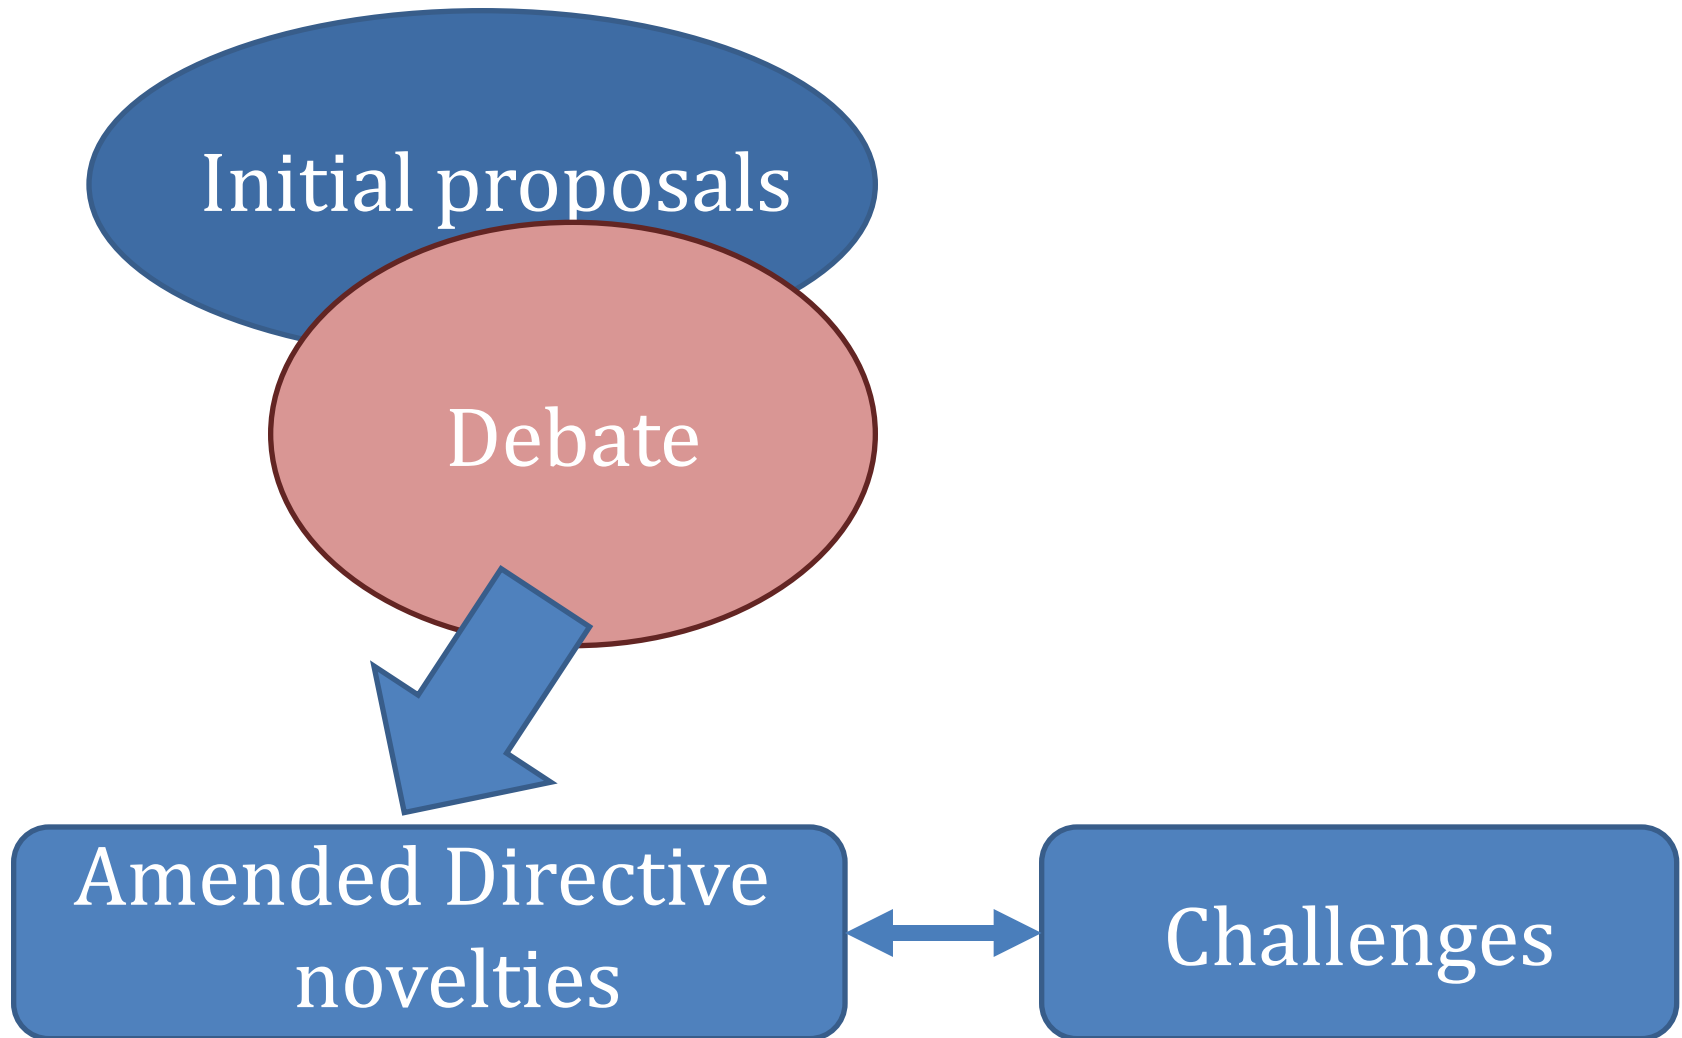 Initial proposals
Debate
Amended Directive
novelties
Challenges